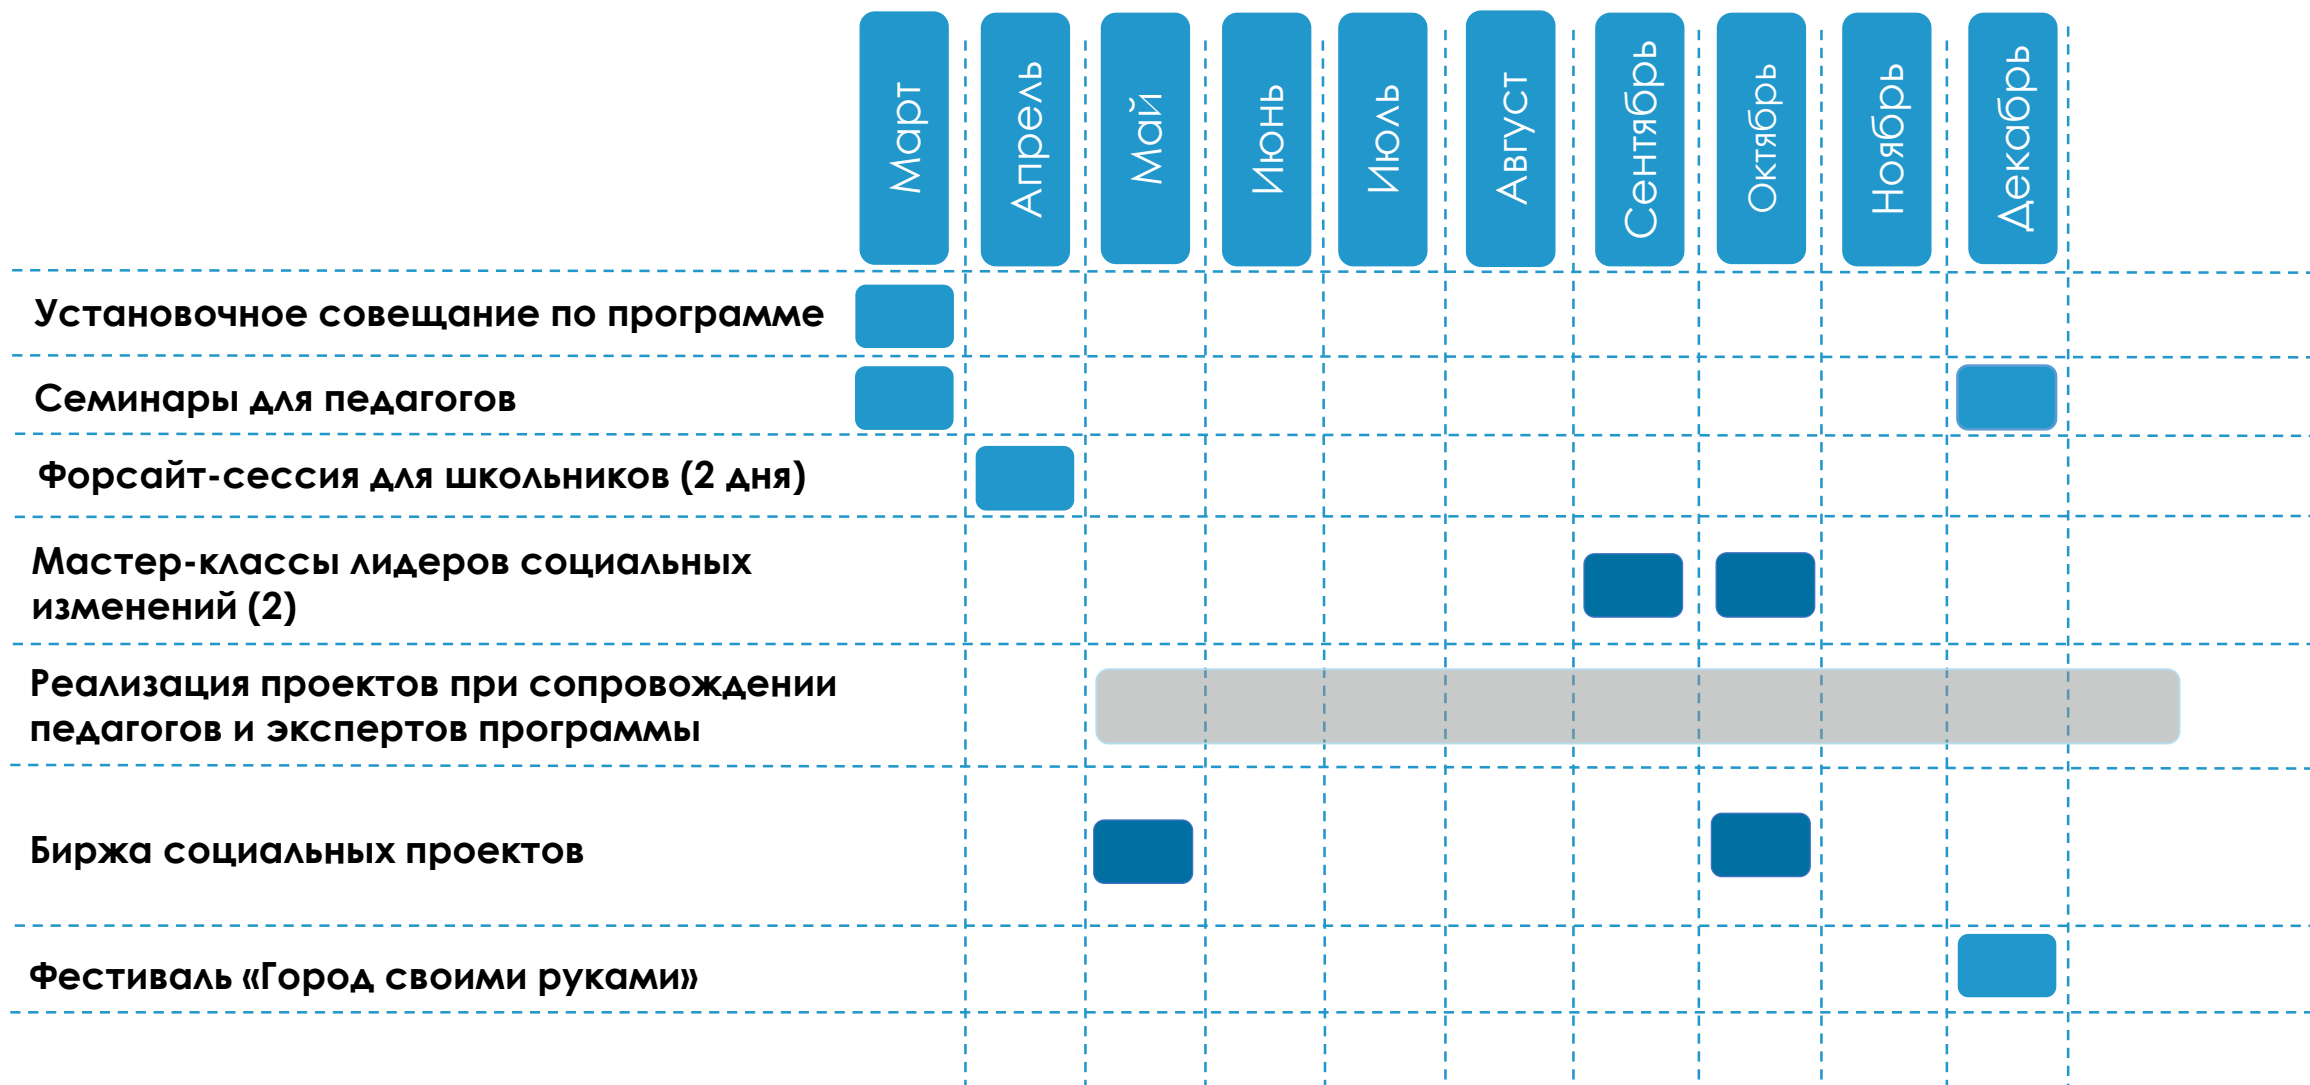 Март
Апрель
Май
Июнь
Июль
Август
Сентябрь
Октябрь
Ноябрь
Декабрь
Установочное совещание по программе
Семинары для педагогов
Форсайт-сессия для школьников (2 дня)
Мастер-классы лидеров социальных
изменений (2)
Реализация проектов при сопровождении
педагогов и экспертов программы
Биржа социальных проектов
Фестиваль «Город своими руками»